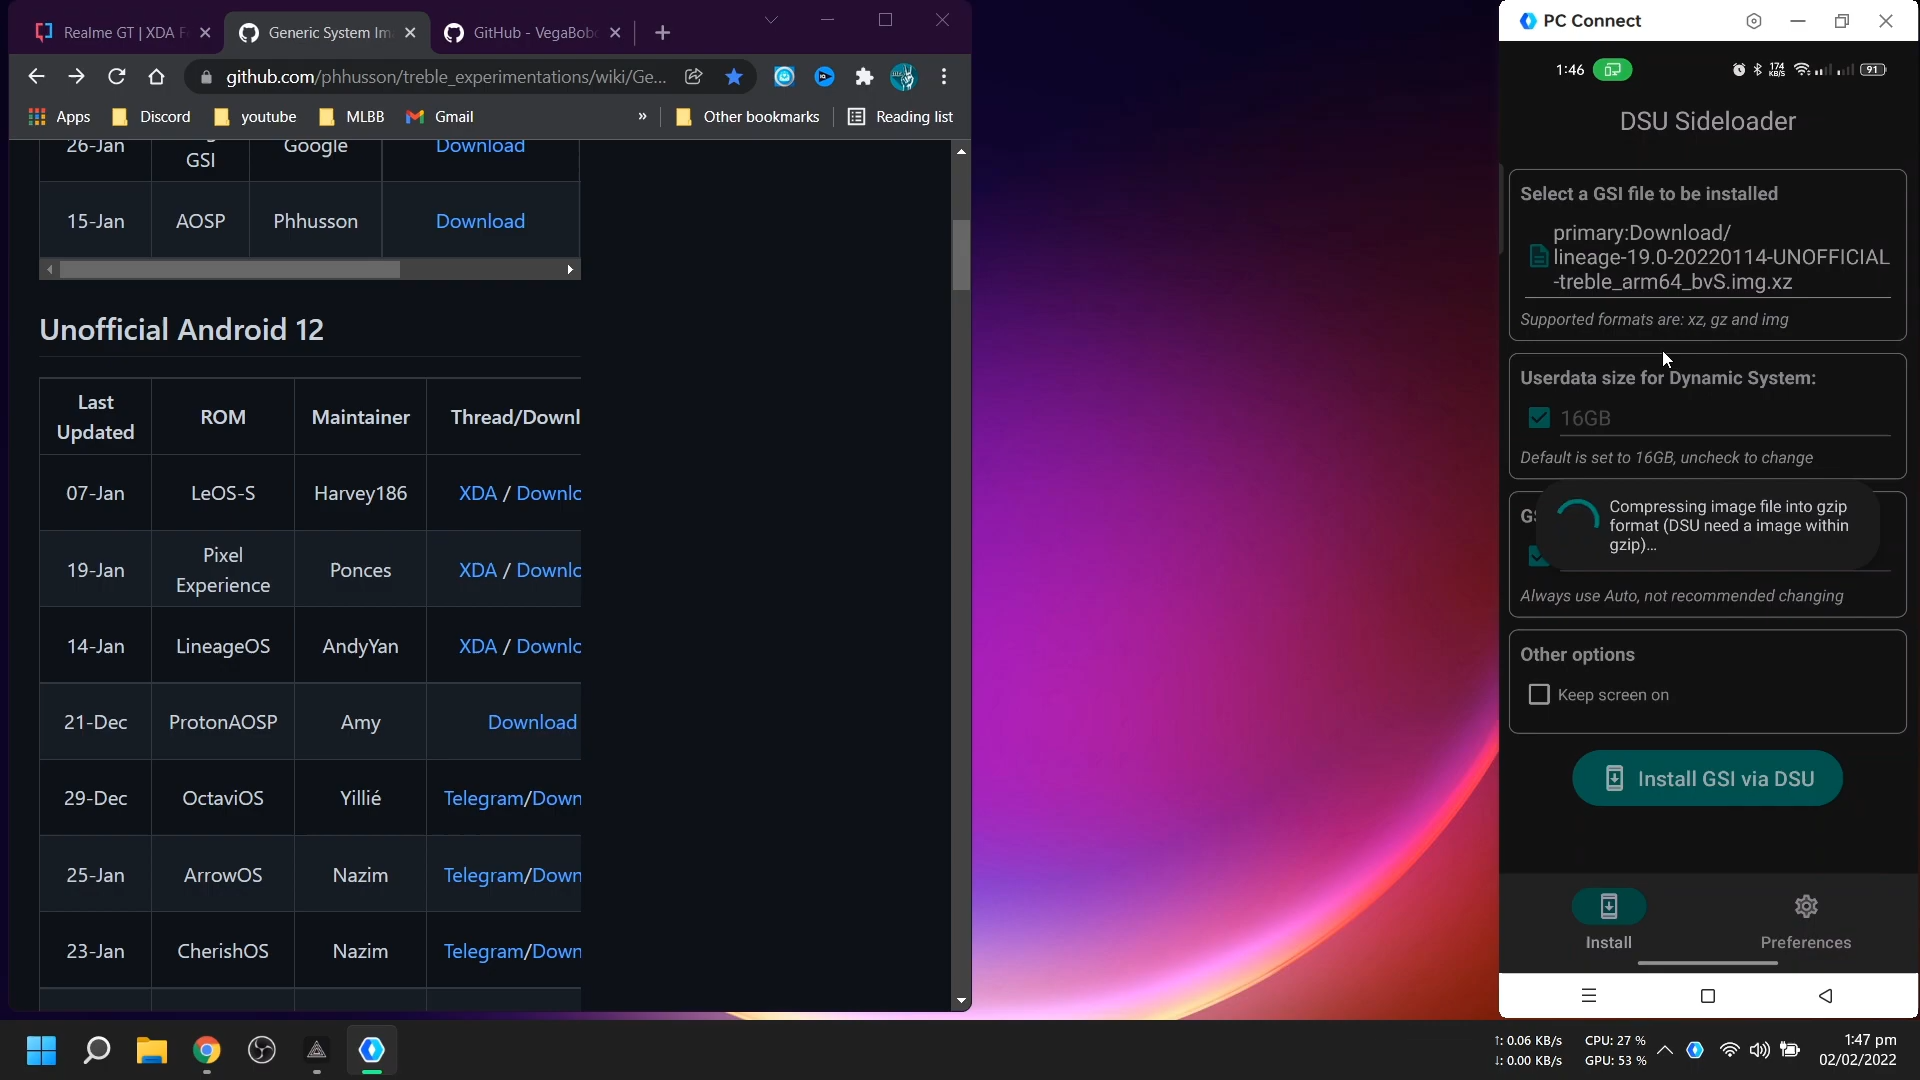 Realme GT | XDA F
Generic System Im
GitHub - VegaBob
github.com/phhusson/treble_experimentations/wiki/Ge...
Apps
Discord
youtube
MLBB
Gmail
»
Other bookmarks
Reading list
26-Jan
GSI
Google
Download
15-Jan
AOSP
Phhusson
Download
Unofficial Android 12
Last
Updated
ROM
Maintainer
Thread/Downl
07-Jan
LeOS-S
Harvey186
XDA / Downlo
19-Jan
Pixel
Experience
Ponces
XDA / Downlo
14-Jan
LineageOS
AndyYan
XDA / Downlo
21-Dec
ProtonAOSP
Amy
Download
29-Dec
OctaviOS
Yillié
Telegram/Down
25-Jan
ArrowOS
Nazim
Telegram/Down
23-Jan
CherishOS
Nazim
Telegram/Down
PC Connect
1:46
174
KB/S
91
DSU Sideloader
Select a GSI file to be installed
primary:Download/
lineage-19.0-20220114-UNOFFICIAL
-treble_arm64_bvS.img.xz
Supported formats are: xz, gz and img
Userdata size for Dynamic System:
16GB
Default is set to 16GB, uncheck to change
GS
Compressing image file into gzip
format (DSU need a image within
gzip)...
Always use Auto, not recommended changing
Other options
Keep screen on
Install GSI via DSU
Install
Preferences
↑: 0.06 KB/s
↓: 0.00 KB/s
CPU: 27 %
GPU: 53 %
1:47 pm
02/02/2022